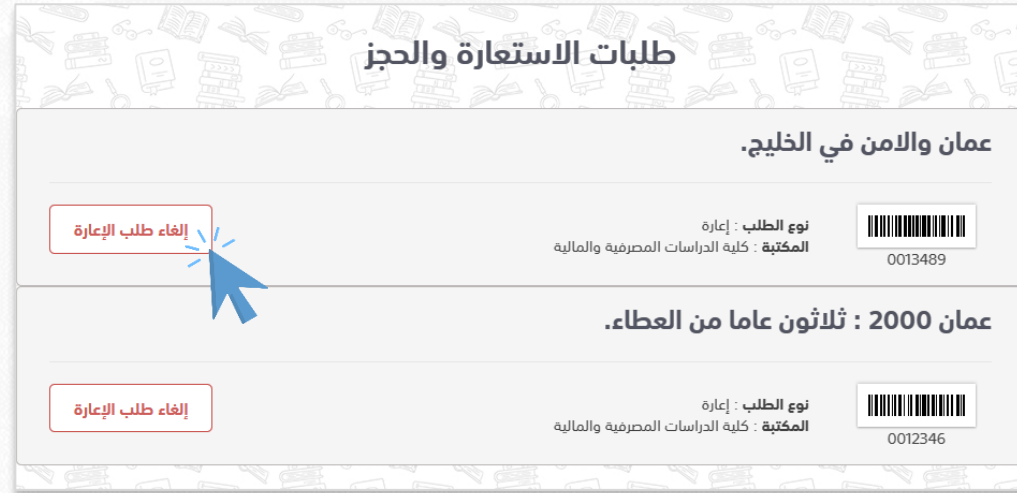 طلبات الاستعارة والحجز
عمان والامن في الخليج.
نوع الطلب : إعارة
المكتبة : كلية الدراسات المصرفية والمالية
0013489
إلغاء طلب الإعارة
عمان 2000 : ثلاثون عاما من العطاء.
نوع الطلب : إعارة
المكتبة : كلية الدراسات المصرفية والمالية
0012346
إلغاء طلب الإعارة